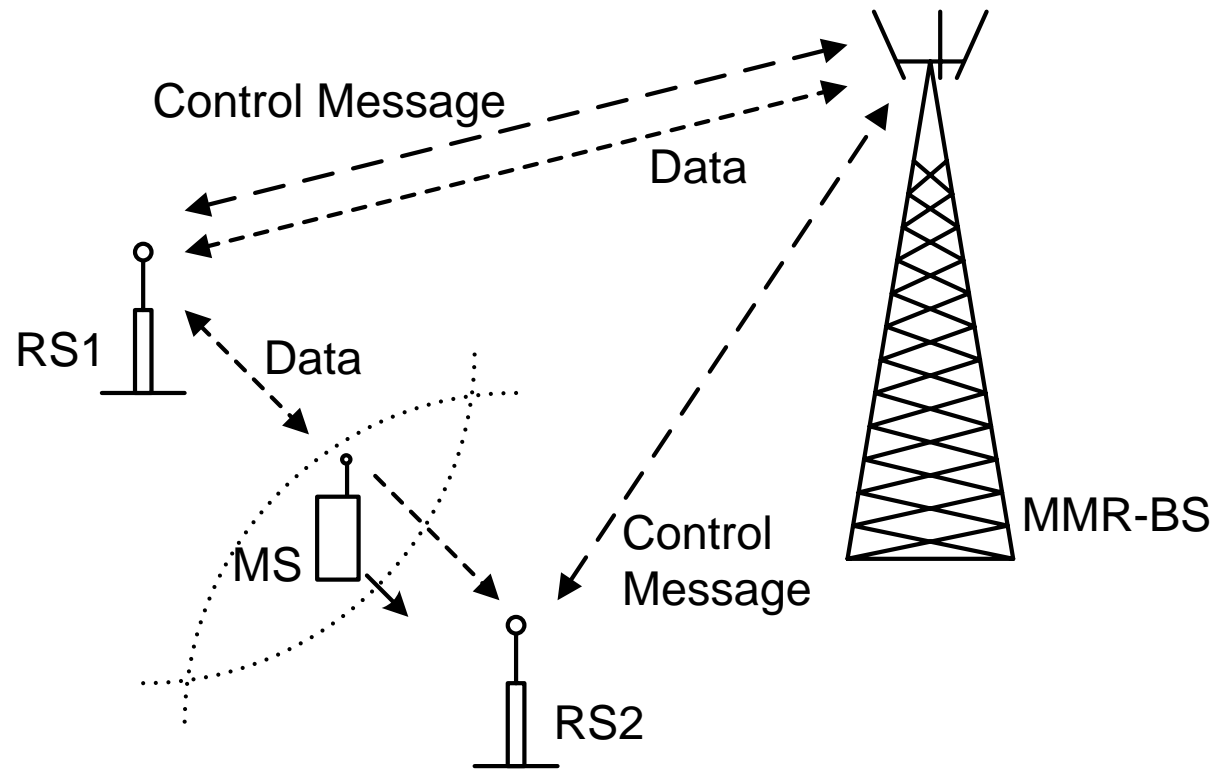 Control Message
Data
RS1
Data
MS
Control
Message
MMR-BS
RS2